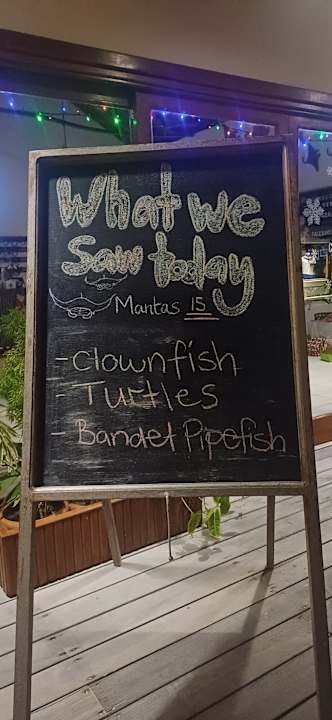 What we
Saw today
Mantas 15
- Clownfish
- Turtles
- Bandet Pipefish